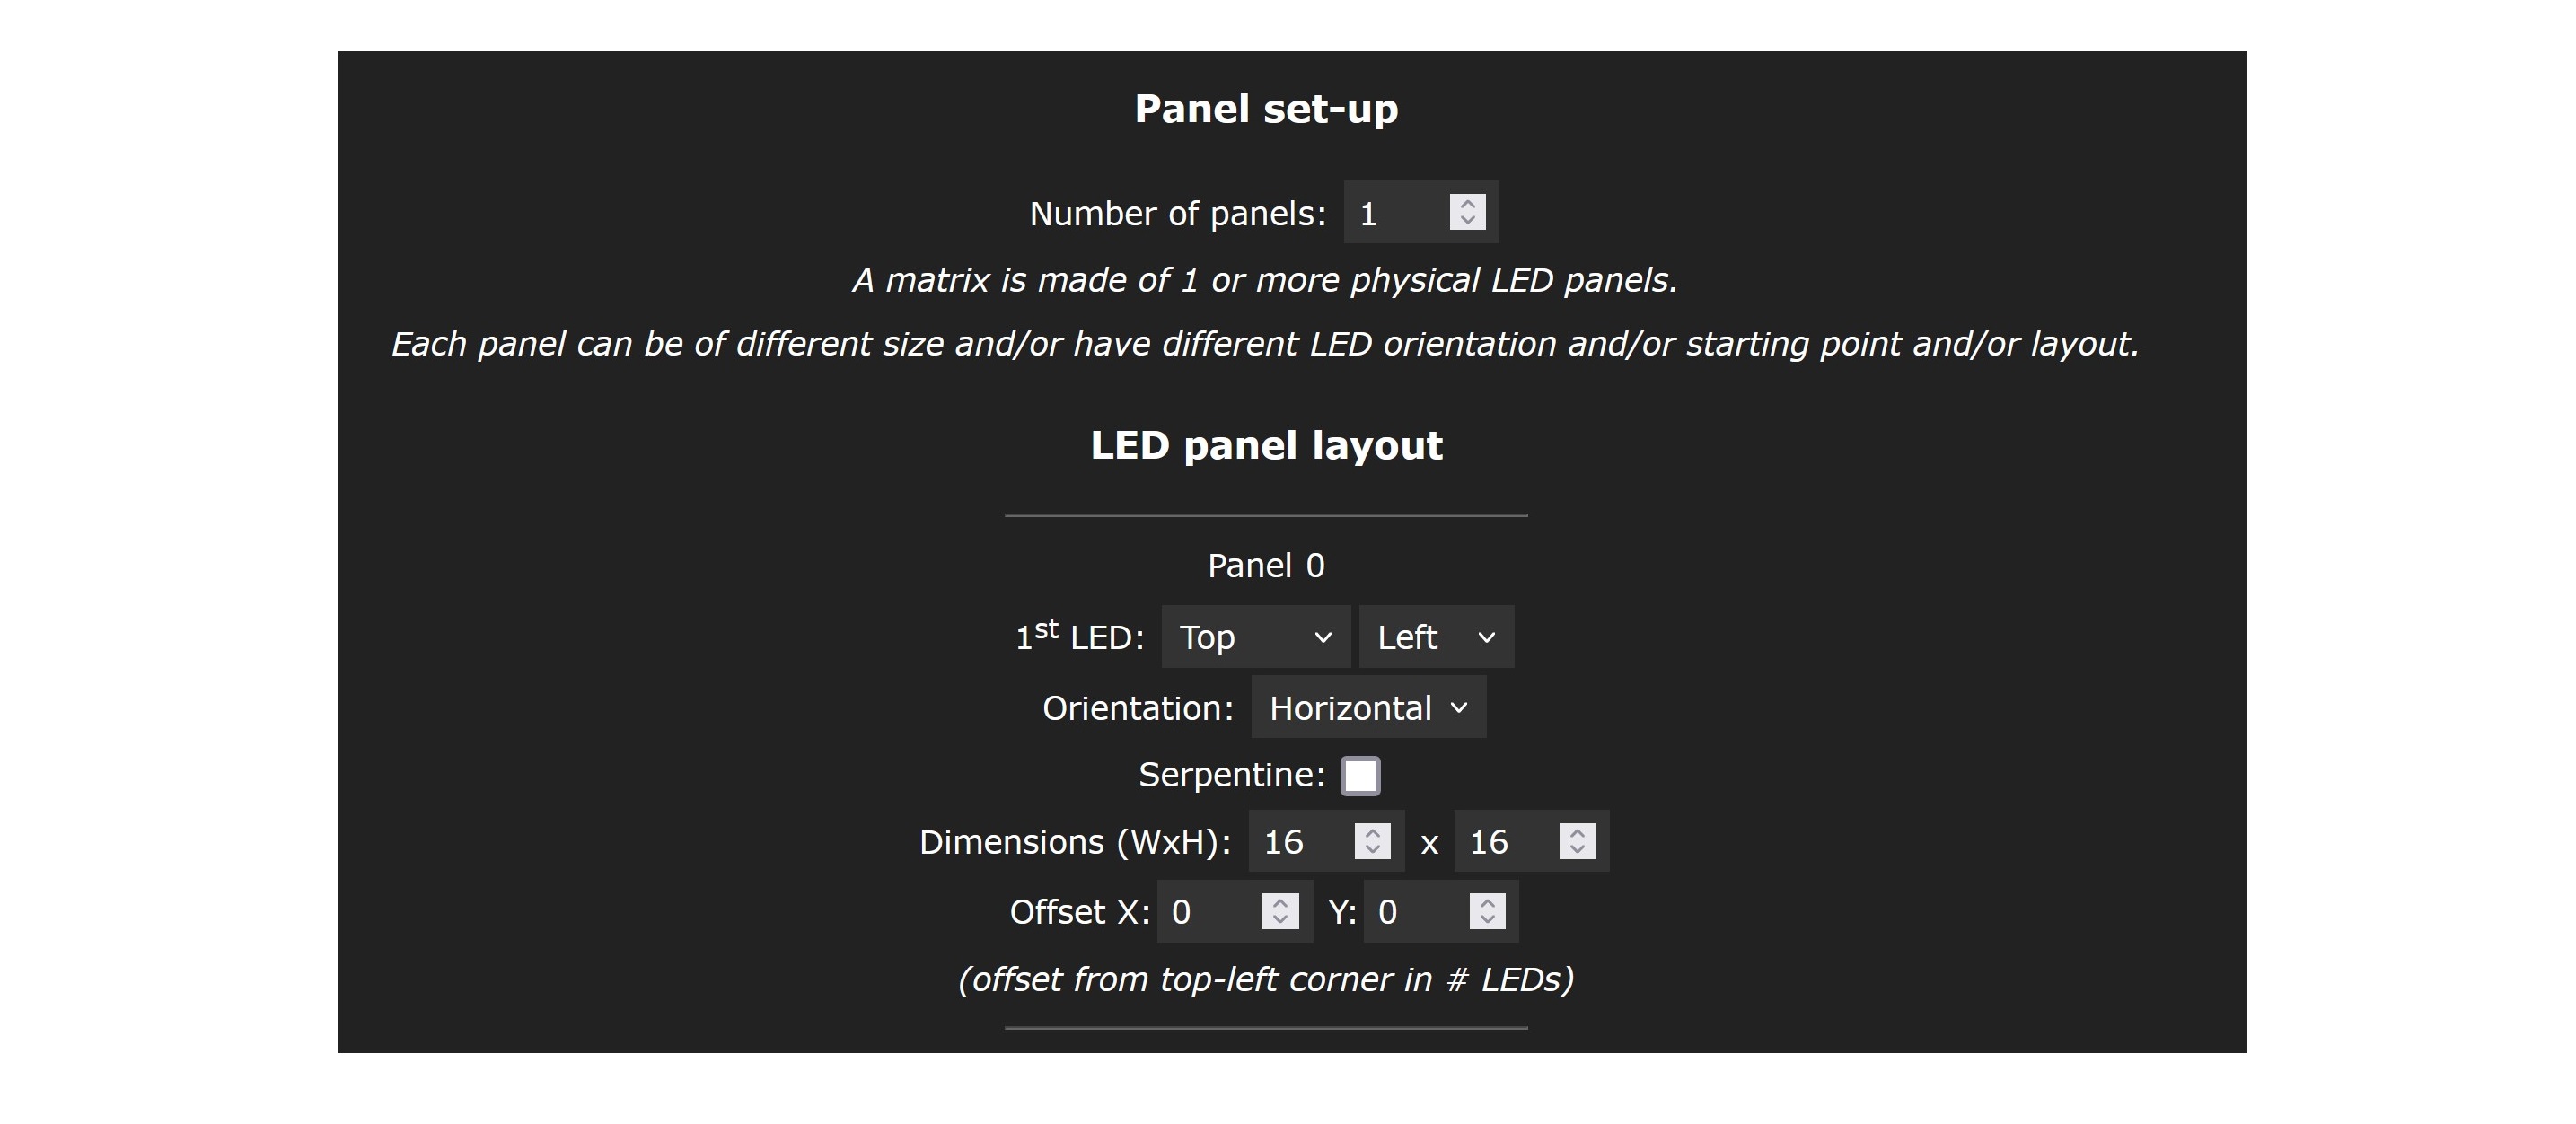 Panel set-up
Number of panels: 1
A matrix is made of 1 or more physical LED panels.
Each panel can be of different size and/or have different LED orientation and/or starting point and/or layout.
LED panel layout
Panel 0
1st LED: Top Left
Orientation: Horizontal
Serpentine:
Dimensions (WxH): 16 x 16
Offset X: 0 Y: 0
(offset from top-left corner in # LEDs)